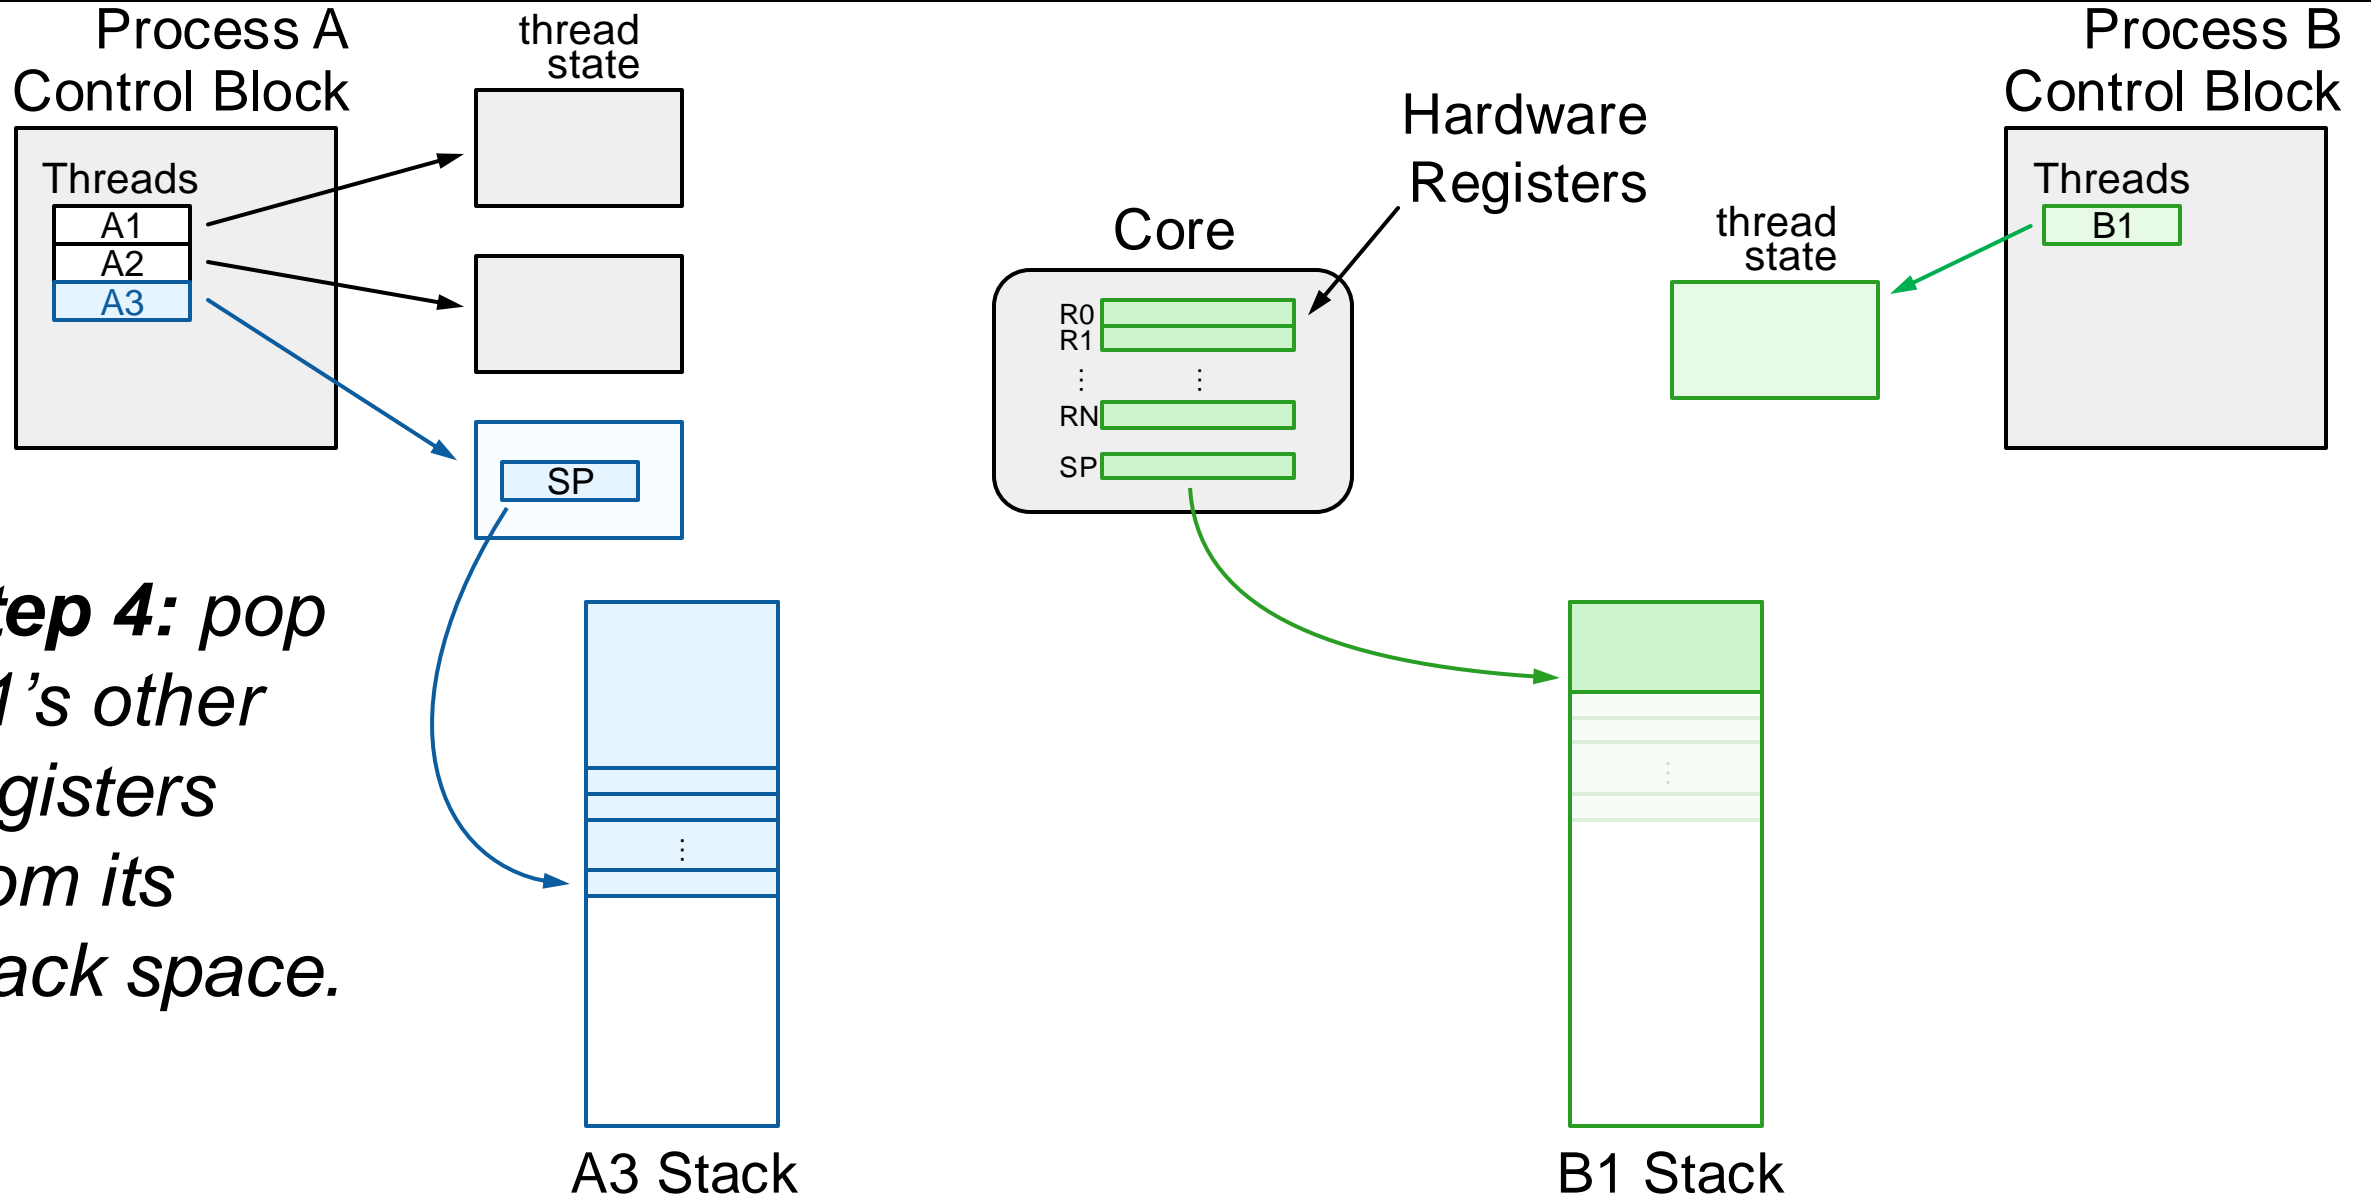 Process A
Control Block
thread
state
Threads
A1
A2
A3
SP
tep 4: pop
1’s other
gisters
om its
ack space.
A3 Stack
Core
Hardware
Registers
R0
R1
⋮ ⋮
RN
SP
thread
state
Process B
Control Block
Threads
B1
⋮
⋮
B1 Stack